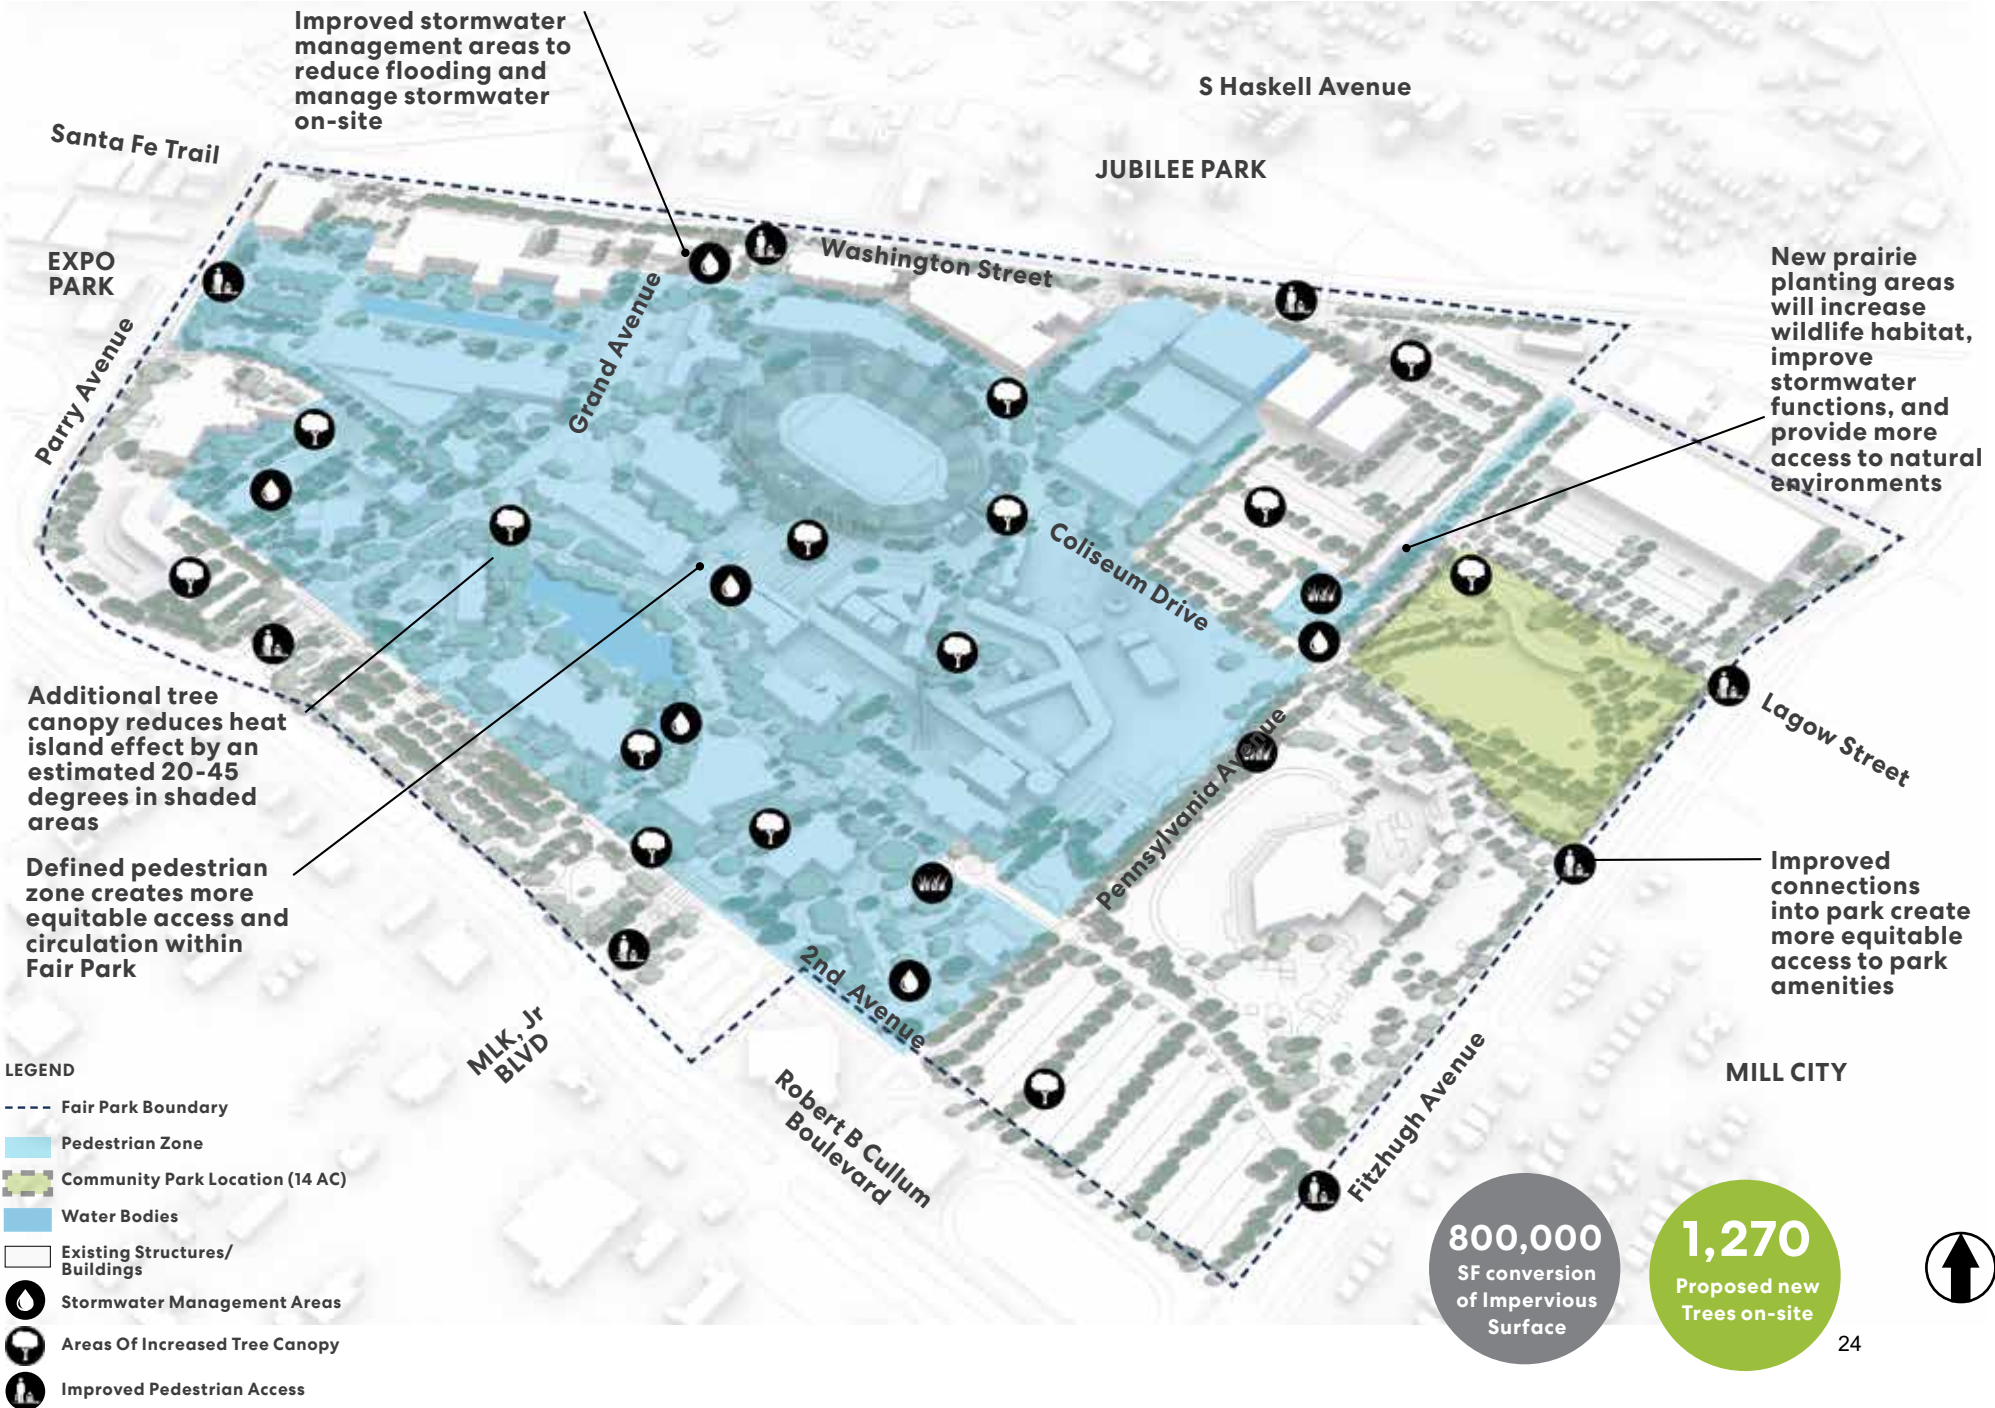 Improved stormwater
management areas to
reduce flooding and
manage stormwater
on-site
S Haskell Avenue
Santa Fe Trail
JUBILEE PARK
EXPO
PARK
Washington Street
New prairie
planting areas
will increase
wildlife habitat,
improve
stormwater
functions, and
provide more
access to natural
environments
Parry Avenue
Grand Avenue
Coliseum Drive
Additional tree
canopy reduces heat
island effect by an
estimated 20-45
degrees in shaded
areas
Lagow Street
Pennsylvania Avenue
Defined pedestrian
zone creates more
equitable access and
circulation within
Fair Park
Improved
connections
into park create
more equitable
access to park
amenities
2nd Avenue
MLK, Jr
BLVD
Robert B Cullum
Boulevard
Fitzhugh Avenue
MILL CITY
LEGEND
Fair Park Boundary
Pedestrian Zone
Community Park Location (14 AC)
Water Bodies
Existing Structures/
Buildings
Stormwater Management Areas
Areas Of Increased Tree Canopy
Improved Pedestrian Access
800,000
SF conversion
of Impervious
Surface
1,270
Proposed new
Trees on-site
24